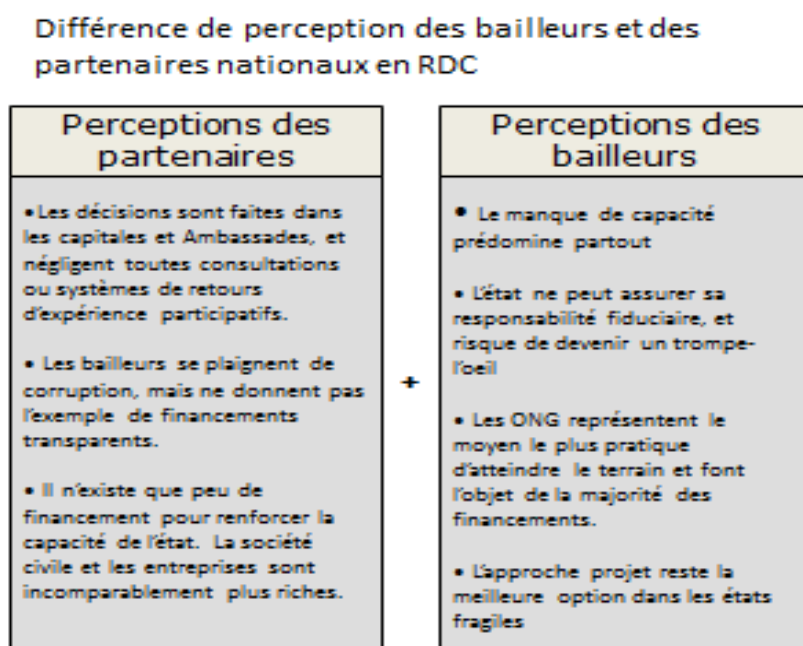 Différence de perception des bailleurs et des
partenaires nationaux en RDC
Perceptions des
partenaires
• Les décisions sont faites dans
les capitales et Ambassades, et
négligent toutes consultations
ou systèmes de retours
d'expérience participatifs.
• Les bailleurs se plaignent de
corruption, mais ne donnent pas
l'exemple de financements
transparents.
• Il n'existe que peu de
financement pour renforcer la
capacité de l'état. La société
civile et les entreprises sont
incomparablement plus riches.
+
Perceptions des
bailleurs
• Le manque de capacité
prédomine partout
• L'état ne peut assurer sa
responsabilité fiduciaire, et
risque de devenir un trompe-
l'oeil
• Les ONG représentent le
moyen le plus pratique
d'atteindre le terrain et font
l'objet de la majorité des
financements.
• L'approche projet reste la
meilleure option dans les états
fragiles